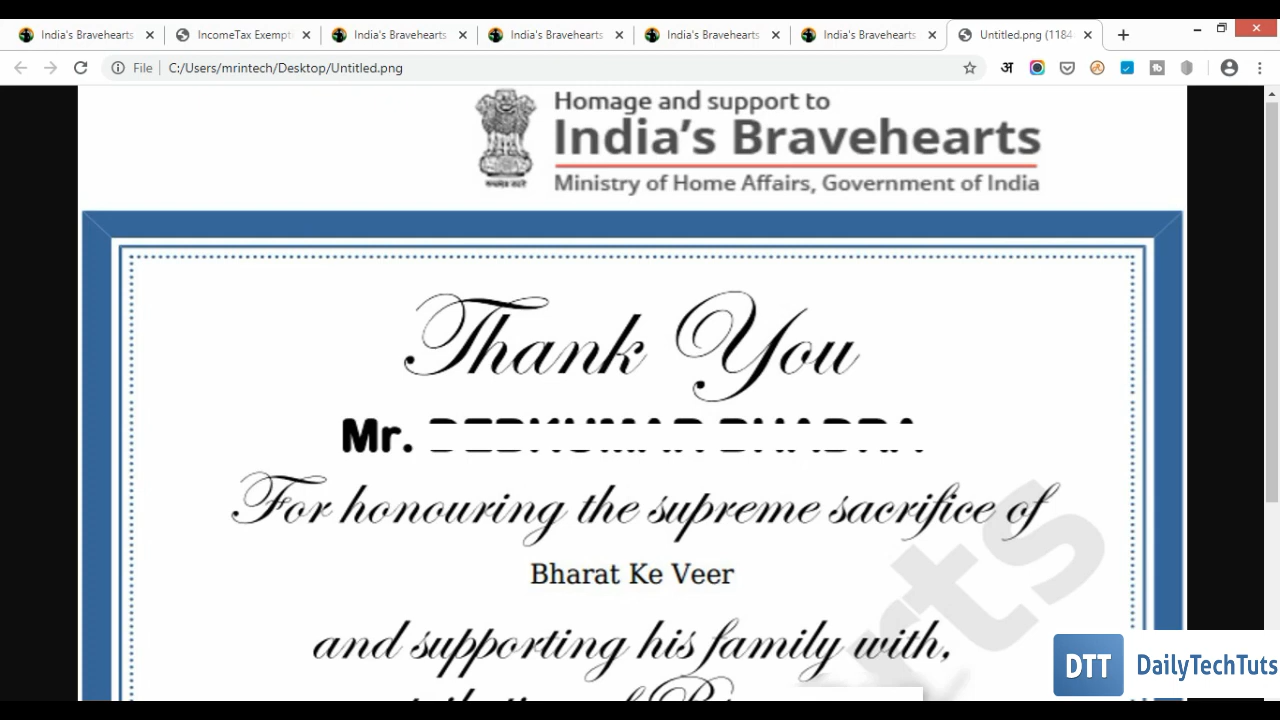 India's Bravehearts
IncomeTax Exempt
India's Bravehearts
India's Bravehearts
India's Bravehearts
India's Bravehearts
Untitled.png (1184
File
C:/Users/mrintech/Desktop/Untitled.png
अ
Homage and support to
India's Bravehearts
Ministry of Home Affairs, Government of India
Thank You
Mr.
For honouring the supreme sacrifice of
Bharat Ke Veer
and supporting his family with,
rts
DTT DailyTechTuts